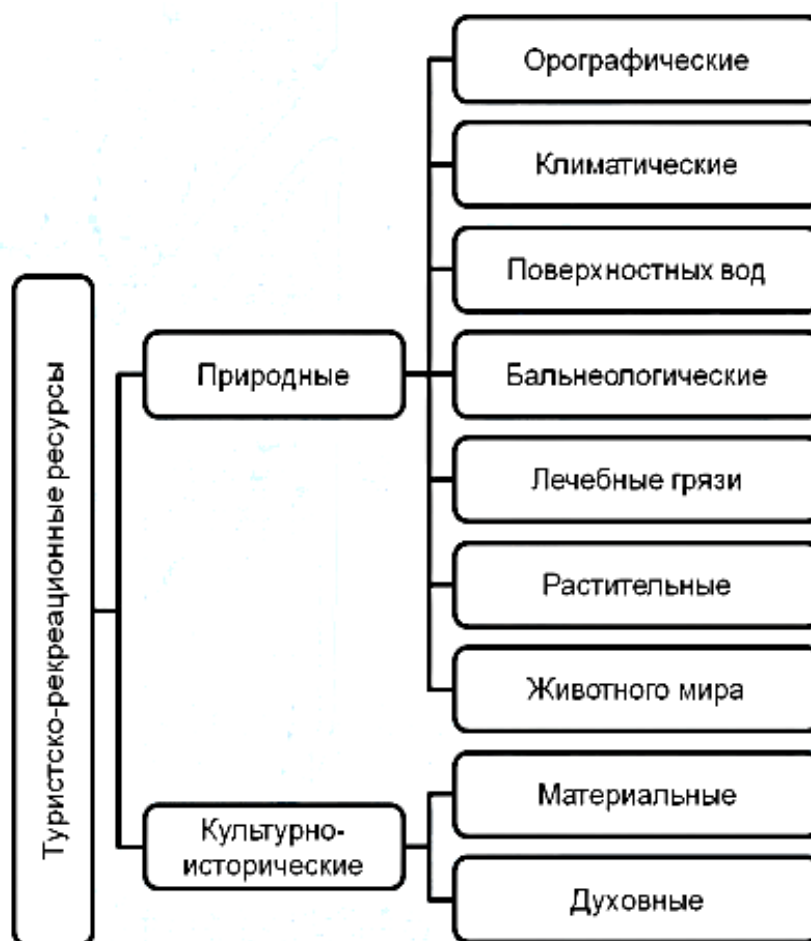 Туристско-рекреационные ресурсы
Природные
Орографические
Климатические
Поверхностных вод
Бальнеологические
Лечебные грязи
Растительные
Животного мира
Культурно-
исторические
Материальные
Духовные